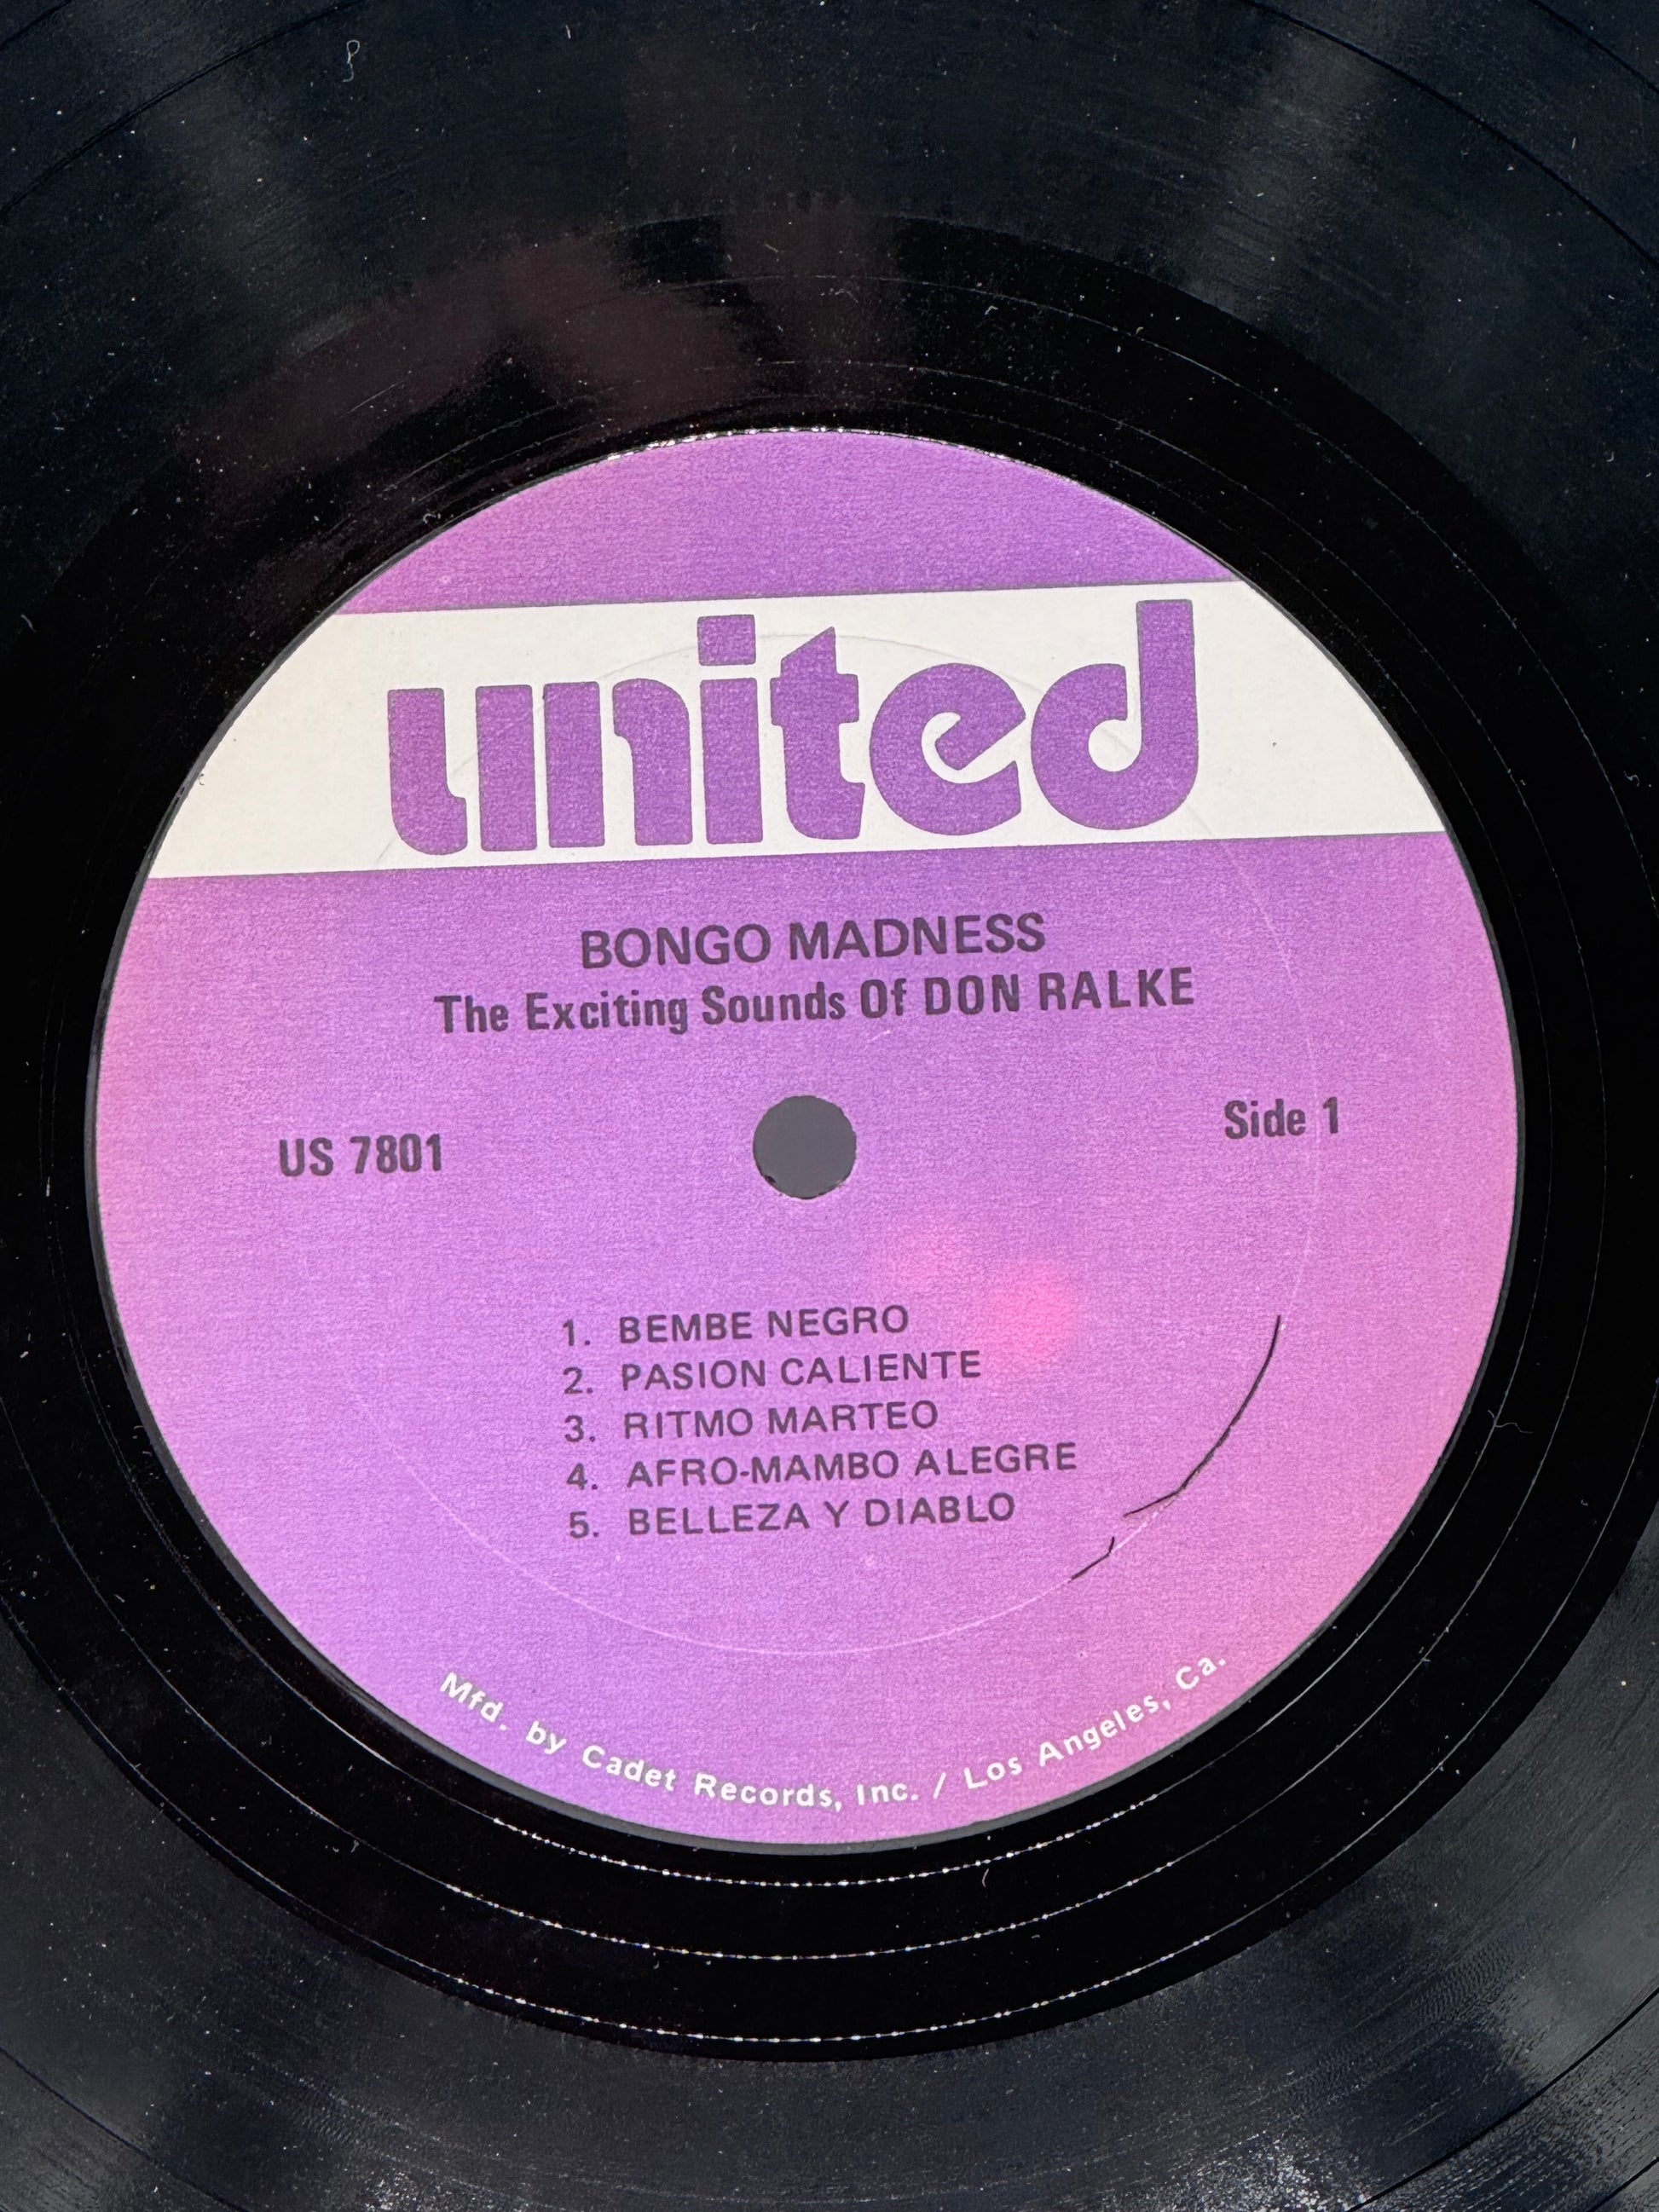 united
BONGO MADNESS
The Exciting Sounds Of DON RALKE
US 7801
Side 1
1. BEMBE NEGRO
2. PASION CALIENTE
3. RITMO MARTEO
4. AFRO-MAMBO ALEGRE
5. BELLEZA Y DIABLO
Mfd. by Cadet Records, Inc. / Los Angeles, Ca.